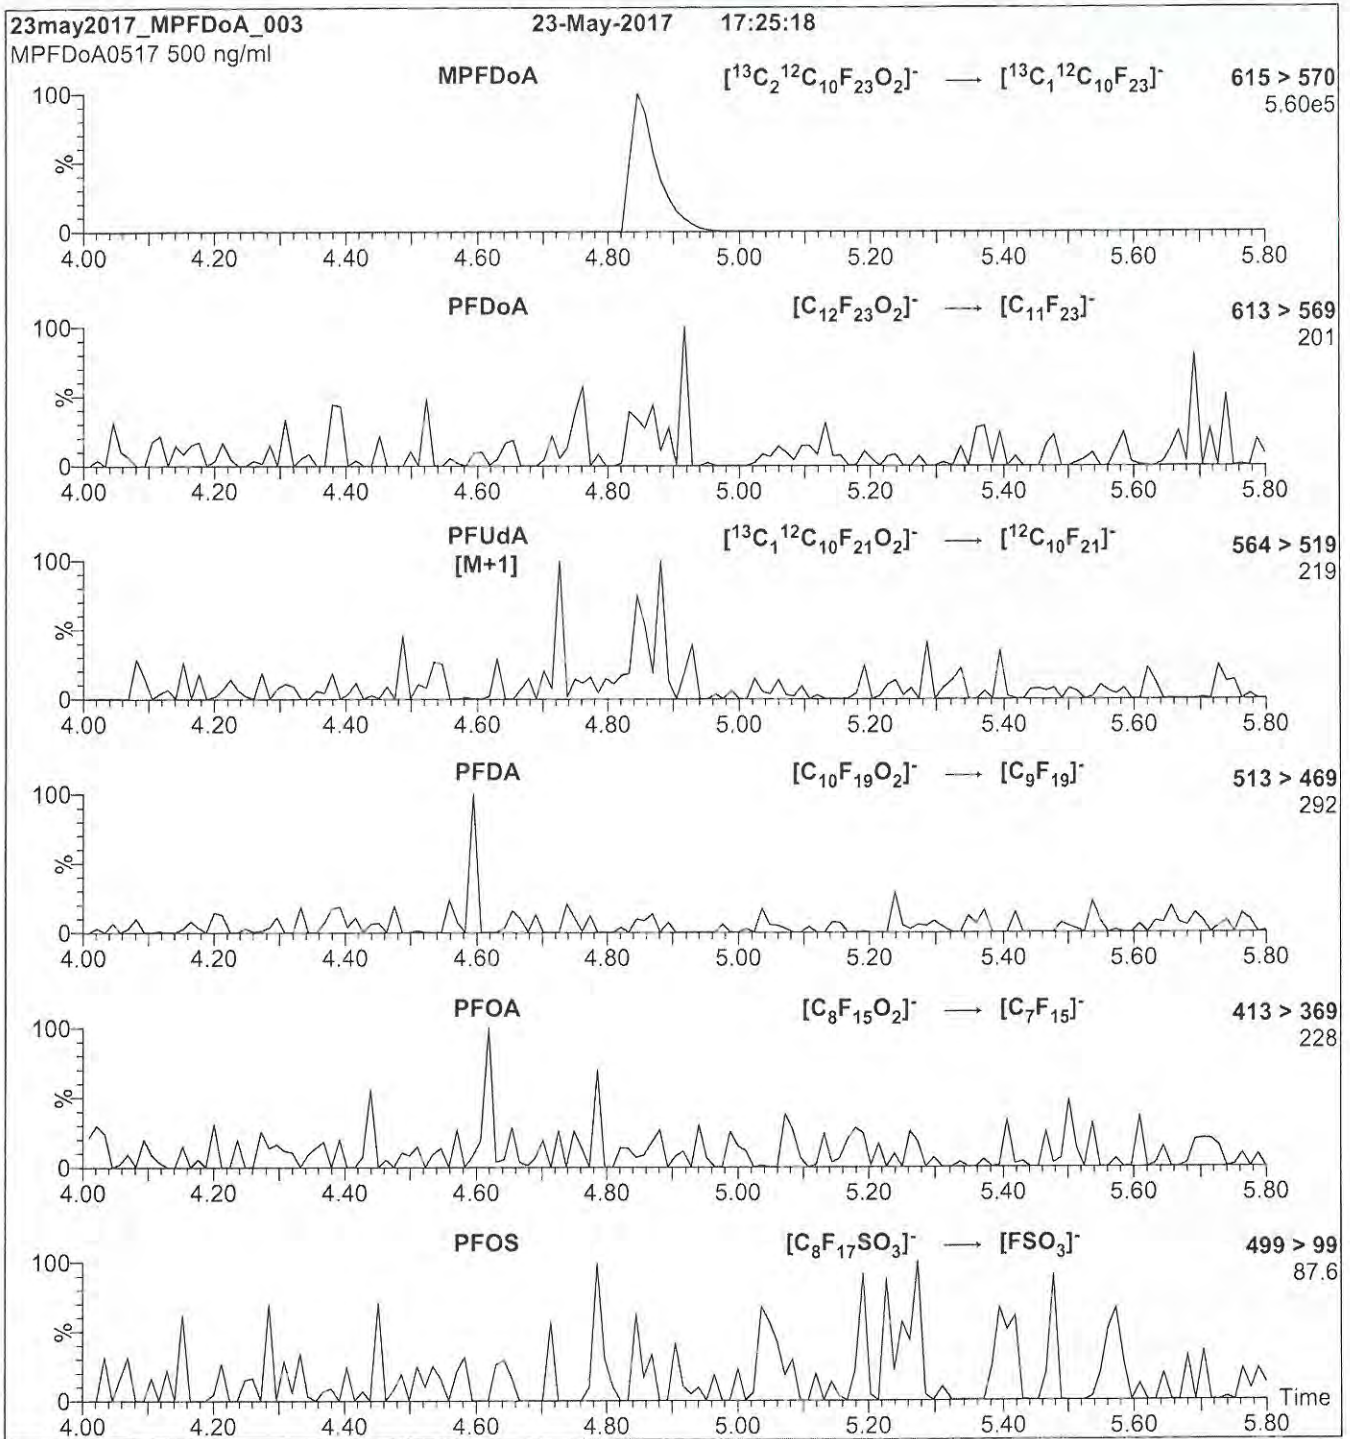 23may2017_MPFDoA_003 23-May-2017 17:25:18
MPFDoA0517 500 ng/ml
MPFDoA [¹³C₂¹²C₁₀F₂₃O₂]⁻ → [¹³C₁¹²C₁₀F₂₃]⁻ 615 > 570
5.60e5
100
%
0
4.00 4.20 4.40 4.60 4.80 5.00 5.20 5.40 5.60 5.80
PFDoA [C₁₂F₂₃O₂]⁻ → [C₁₁F₂₃]⁻ 613 > 569
201
100
%
0
4.00 4.20 4.40 4.60 4.80 5.00 5.20 5.40 5.60 5.80
PFUdA [¹³C₁¹²C₁₀F₂₁O₂]⁻ → [¹²C₁₀F₂₁]⁻ 564 > 519
[M+1] 219
100
%
0
4.00 4.20 4.40 4.60 4.80 5.00 5.20 5.40 5.60 5.80
PFDA [C₁₀F₁₉O₂]⁻ → [C₉F₁₉]⁻ 513 > 469
292
100
%
0
4.00 4.20 4.40 4.60 4.80 5.00 5.20 5.40 5.60 5.80
PFOA [C₈F₁₅O₂]⁻ → [C₇F₁₅]⁻ 413 > 369
228
100
%
0
4.00 4.20 4.40 4.60 4.80 5.00 5.20 5.40 5.60 5.80
PFOS [C₈F₁₇SO₃]⁻ → [FSO₃]⁻ 499 > 99
87.6
100
%
0 Time
4.00 4.20 4.40 4.60 4.80 5.00 5.20 5.40 5.60 5.80